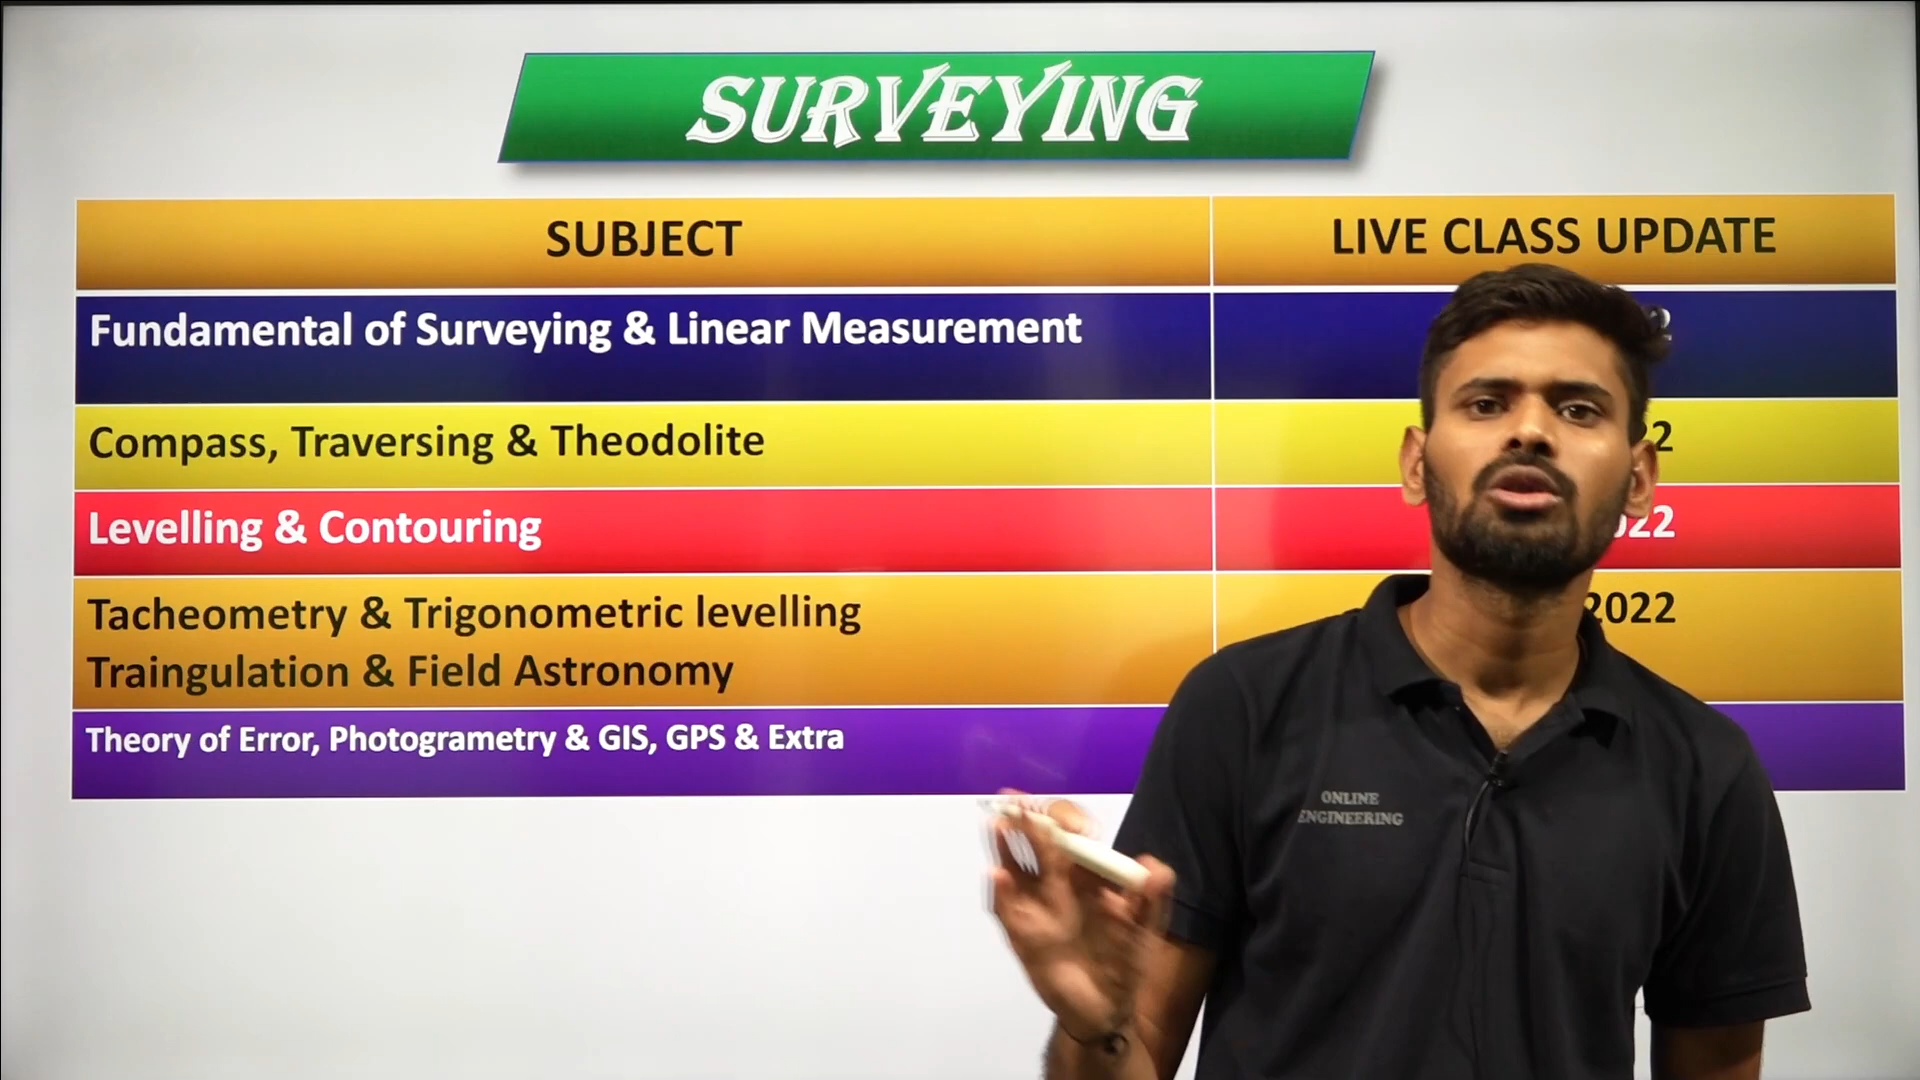 SURVEYING
SUBJECT
LIVE CLASS UPDATE
Fundamental of Surveying & Linear Measurement
Compass, Traversing & Theodolite
Levelling & Contouring
Tacheometry & Trigonometric levelling
2022
Traingulation & Field Astronomy
Theory of Error, Photogrametry & GIS, GPS & Extra
ONLINE
ENGINEERING